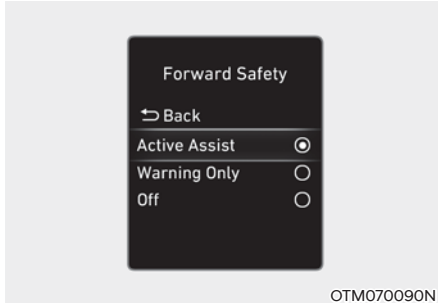 Forward Safety
Back
Active Assist
Warning Only
Off
OTM070090N